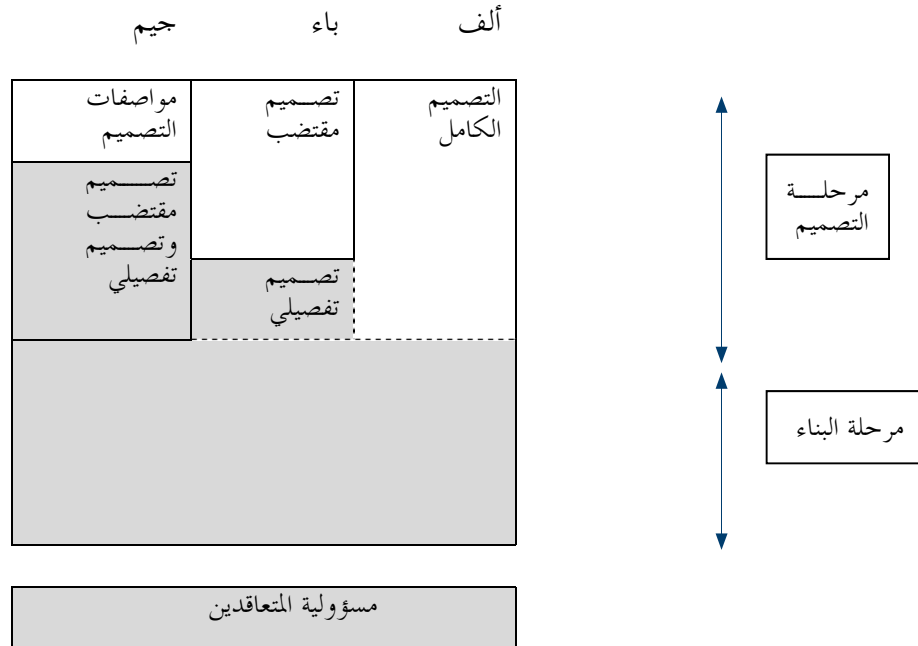 ألف
باء
جيم
التصميم
الكامل
تصميم
مقتضب
مواصفات
التصميم
تصميم
مقتضب
وتصميم
تفصيلي
تصميم
تفصيلي
مرحلة
التصميم
مرحلة البناء
مسؤولية المتعاقدين